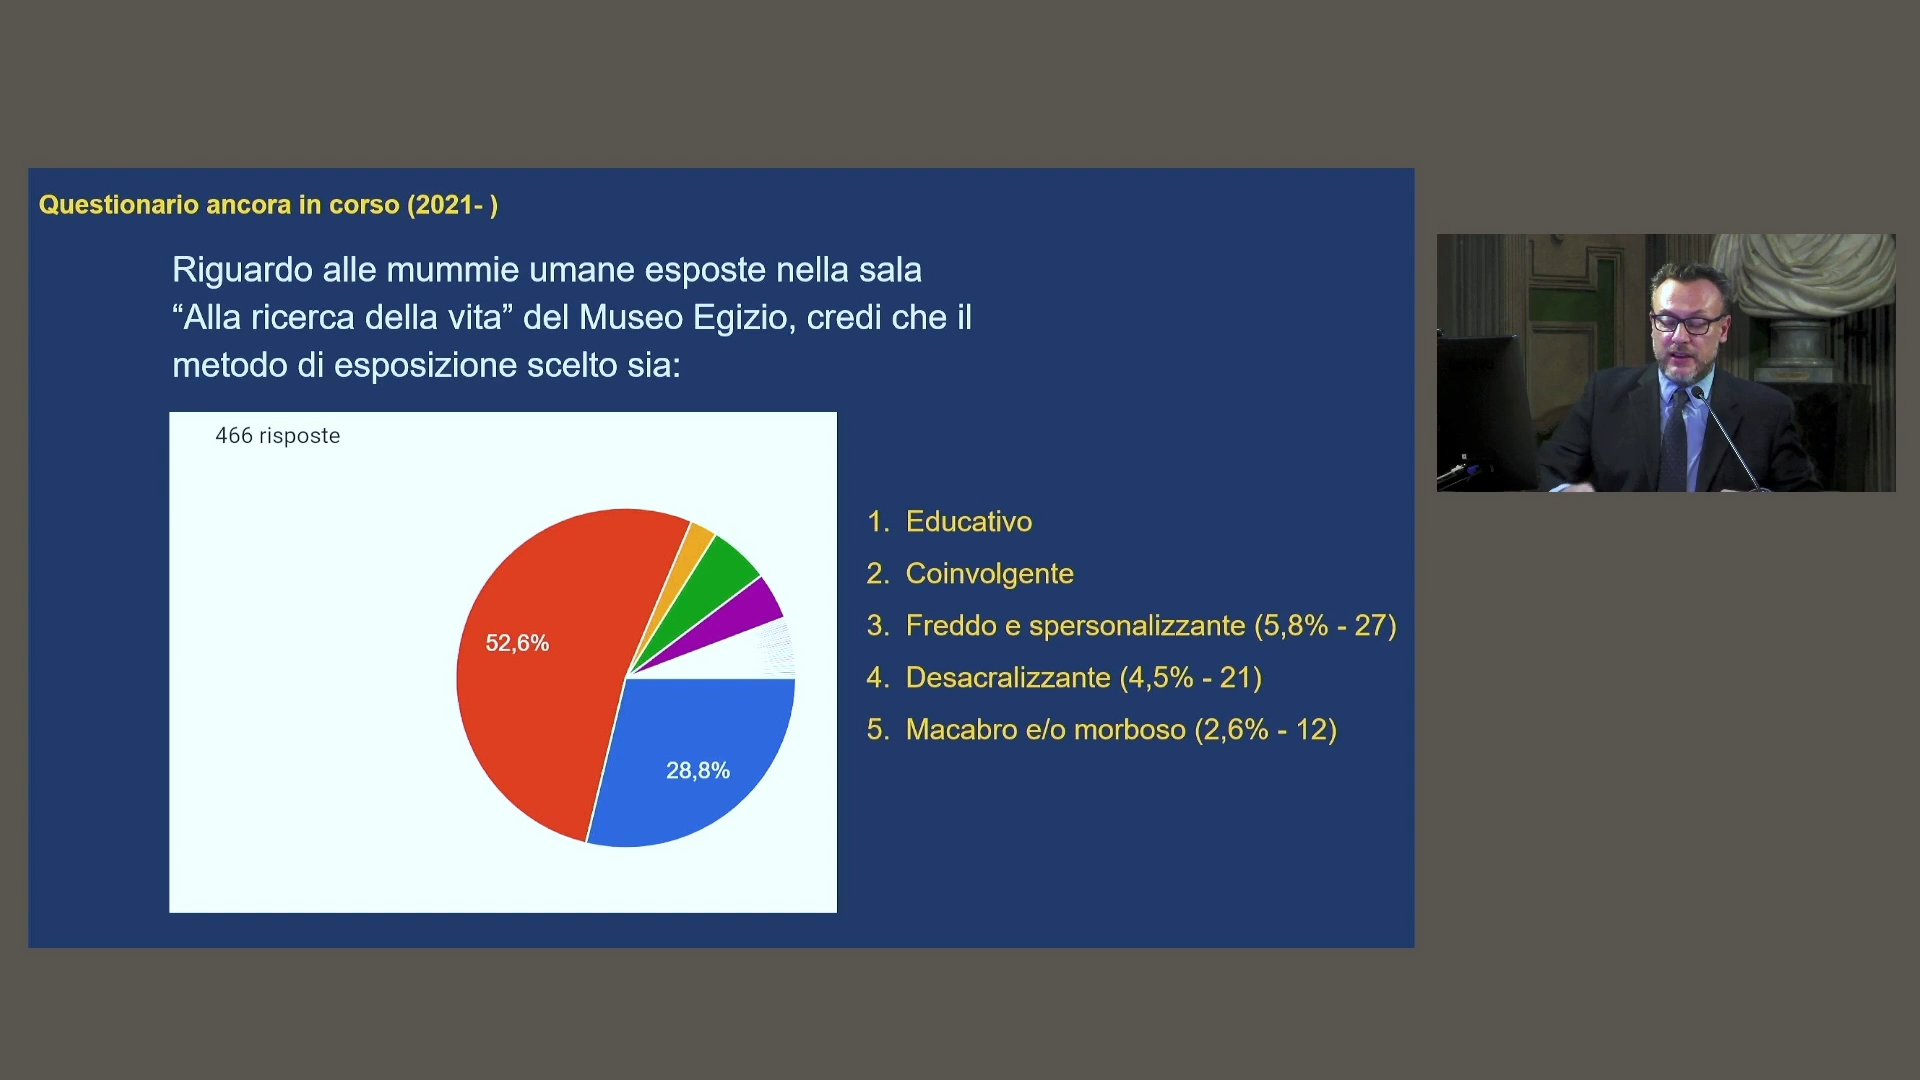 Questionario ancora in corso (2021- )
Riguardo alle mummie umane esposte nella sala
“Alla ricerca della vita” del Museo Egizio, credi che il
metodo di esposizione scelto sia:
466 risposte
52,6%
28,8%
1. Educativo
2. Coinvolgente
3. Freddo e spersonalizzante (5,8% - 27)
4. Desacralizzante (4,5% - 21)
5. Macabro e/o morboso (2,6% - 12)